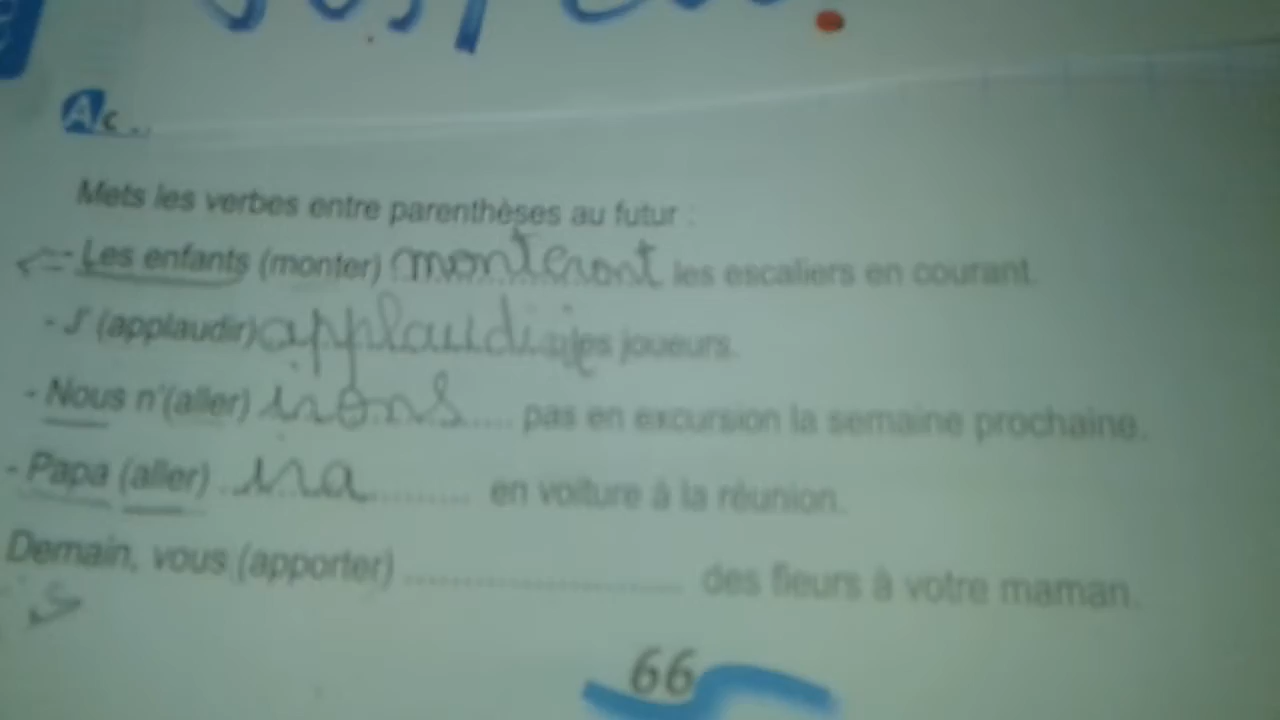 Ac..
Mets les verbes entre parenthèses au futur :
- Les enfants (monter) monteront les escaliers en courant.
- J' (applaudir) les joueurs.
- Nous n'(aller) irons .... pas en excursion la semaine prochaine.
- Papa (aller) ira .......... en voiture à la réunion.
Demain, vous (apporter) .............................. des fleurs à votre maman.
66